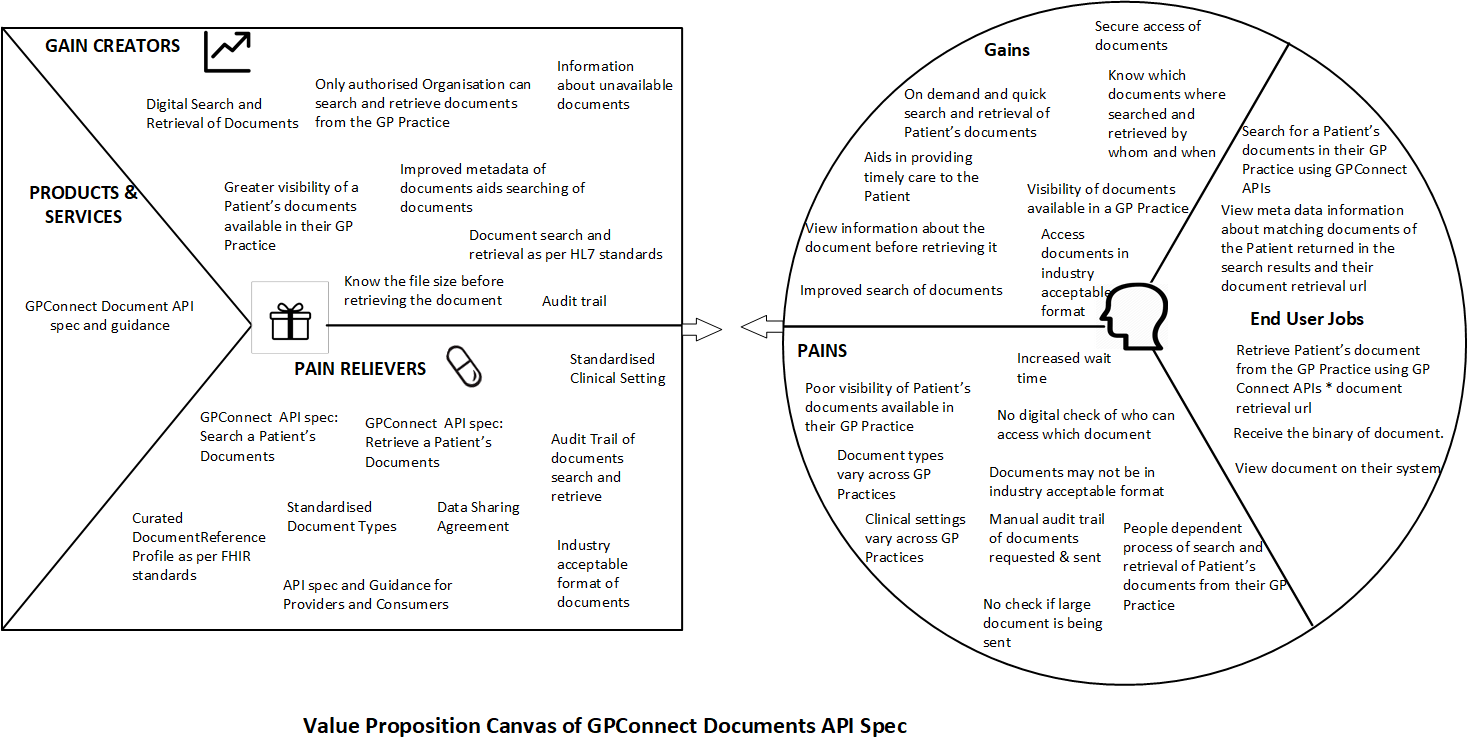 GAIN CREATORS
Digital Search and
Retrieval of Documents
Only authorised Organisation can
search and retrieve documents
from the GP Practice
Information
about unavailable
documents
PRODUCTS &
SERVICES
Greater visibility of a
Patient's documents
available in their GP
Practice
Improved metadata of
documents aids searching of
documents
Document search and
retrieval as per HL7 standards
Know the file size before
retrieving the document
Audit trail
GPConnect Document API
spec and guidance
PAIN RELIEVERS
Standardised
Clinical Setting
GPConnect API spec:
Search a Patient's
Documents
GPConnect API spec:
Retrieve a Patient's
Documents
Audit Trail of
documents
search and
retrieve
Standardised
Document Types
Data Sharing
Agreement
Curated
DocumentReference
Profile as per FHIR
standards
Industry
acceptable
format of
documents
API spec and Guidance for
Providers and Consumers
Gains
Secure access of
documents
On demand and quick
search and retrieval of
Patient's documents
Know which
documents where
searched and
retrieved by
whom and when
Aids in providing
timely care to the
Patient
Visibility of documents
available in a GP Practice
View information about the
document before retrieving it
Access
documents in
industry
acceptable
format
Improved search of documents
PAINS
Increased wait
time
Poor visibility of Patient's
documents available in
their GP Practice
No digital check of who can
access which document
Document types
vary across GP
Practices
Documents may not be in
industry acceptable format
Clinical settings
vary across GP
Practices
Manual audit trail
of documents
requested & sent
People dependent
process of search and
retrieval of Patient's
documents from their GP
Practice
No check if large
document is being
sent
Search for a Patient's
documents in their GP
Practice using GPConnect
APIs
View meta data information
about matching documents of
the Patient returned in the
search results and their
document retrieval url
End User Jobs
Retrieve Patient's document
from the GP Practice using GP
Connect APIs * document
retrieval url
Receive the binary of document.
View document on their system
Value Proposition Canvas of GPConnect Documents API Spec